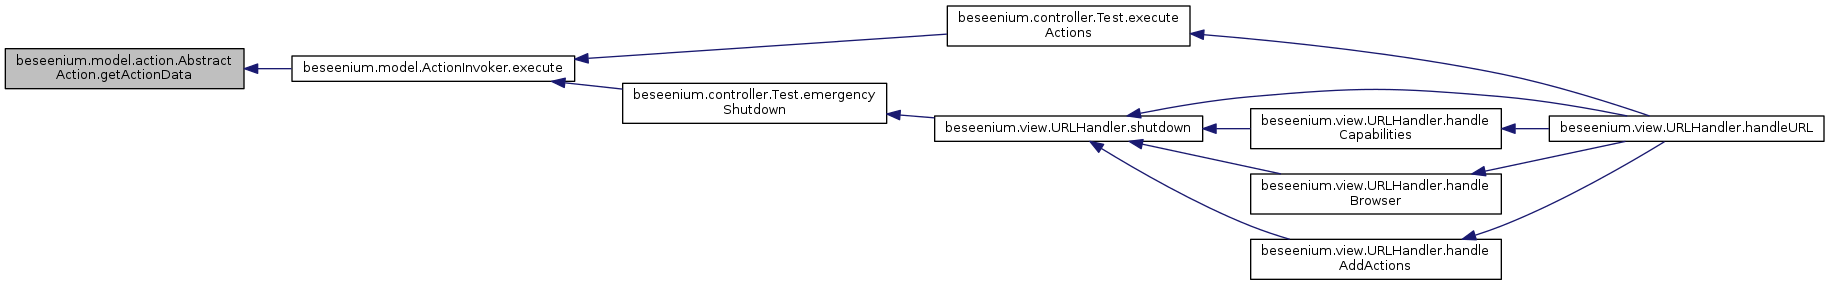 beseenium.model.action.Abstract
Action.getActionData
beseenium.model.ActionInvoker.execute
beseenium.controller.Test.execute
Actions
beseenium.controller.Test.emergency
Shutdown
beseenium.view.URLHandler.shutdown
beseenium.view.URLHandler.handle
Capabilities
beseenium.view.URLHandler.handle
Browser
beseenium.view.URLHandler.handle
AddActions
beseenium.view.URLHandler.handleURL